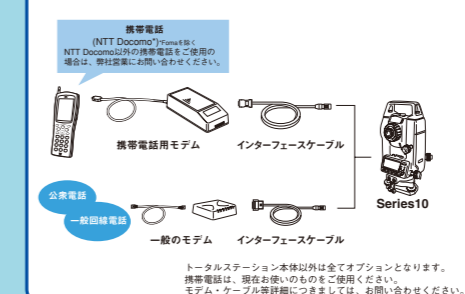 携帯電話
(NTT Docomo*)*Fomaを除く
NTT Docomo以外の携帯電話をご使用の
場合は、弊社営業にお問い合わせください。
携帯電話用モデム
インターフェースケーブル
公衆電話
一般回線電話
Series10
一般のモデム
インターフェースケーブル
トータルステーション本体以外は全てオプションとなります。
携帯電話は、現在お使いのものをご使用ください。
モデム・ケーブル等詳細につきましては、お問い合わせください。